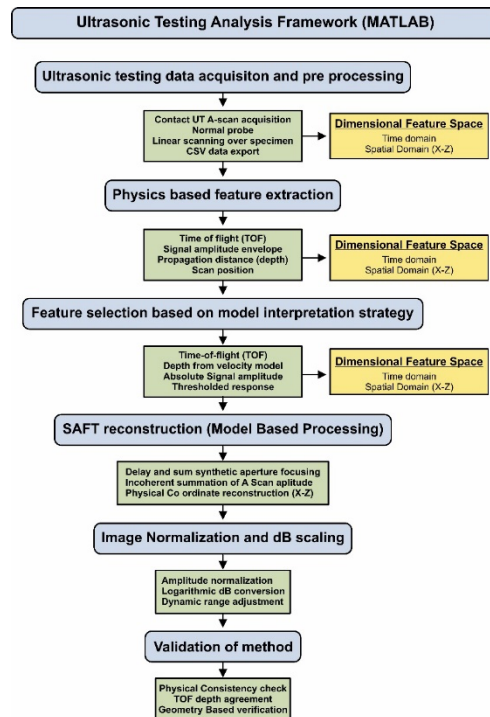 Ultrasonic Testing Analysis Framework (MATLAB)
Ultrasonic testing data acquisiton and pre processing
Contact UT A-scan acquisition
Normal probe
Linear scanning over specimen
CSV data export
Dimensional Feature Space
Time domain
Spatial Domain (X-Z)
Physics based feature extraction
Time of flight (TOF)
Signal amplitude envelope
Propagation distance (depth)
Scan position
Dimensional Feature Space
Time domain
Spatial Domain (X-Z)
Feature selection based on model interpretation strategy
Time-of-flight (TOF)
Depth from velocity model
Absolute Signal amplitude
Thresholded response
Dimensional Feature Space
Time domain
Spatial Domain (X-Z)
SAFT reconstruction (Model Based Processing)
Delay and sum synthetic aperture focusing
Incoherent summation of A Scan aplitude
Physical Co ordinate reconstruction (X-Z)
Image Normalization and dB scaling
Amplitude normalization
Logarithmic dB conversion
Dynamic range adjustment
Validation of method
Physical Consistency check
TOF depth agreement
Geometry Based verification